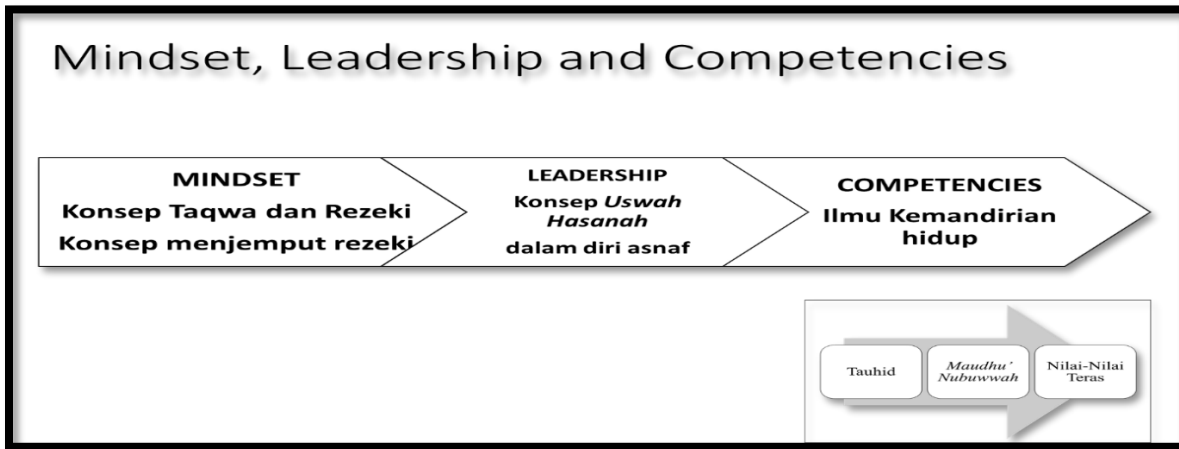 Mindset, Leadership and Competencies
MINDSET
Konsep Taqwa dan Rezeki
Konsep menjemput rezeki
LEADERSHIP
Konsep Uswah
Hasanah
dalam diri asnaf
COMPETENCIES
Ilmu Kemandirian
hidup
Tauhid
Maudhu’
Nubuwwah
Nilai-Nilai
Teras